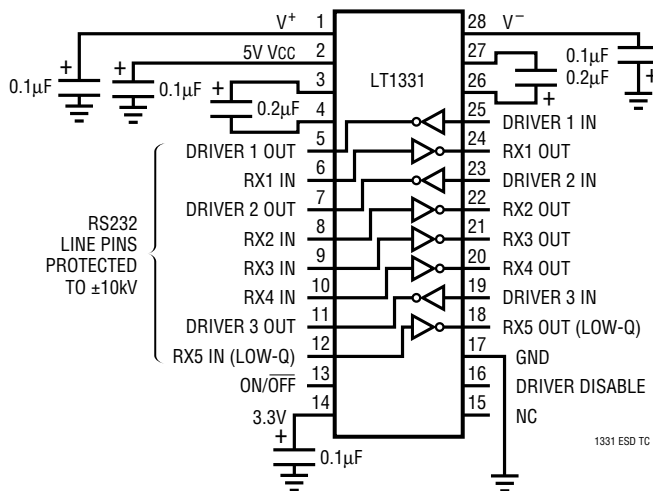 V+ 1 28 V−
5V VCC 2 27
0.1µF 0.1µF 3 LT1331 26 0.1µF 0.2µF
0.2µF 4 25 DRIVER 1 IN
DRIVER 1 OUT 5 24 RX1 OUT
RX1 IN 6 23 DRIVER 2 IN
DRIVER 2 OUT 7 22 RX2 OUT
RX2 IN 8 21 RX3 OUT
RX3 IN 9 20 RX4 OUT
RX4 IN 10 19 DRIVER 3 IN
DRIVER 3 OUT 11 18 RX5 OUT (LOW-Q)
RX5 IN (LOW-Q) 12 17 GND
ON/OFF 13 16 DRIVER DISABLE
3.3V 14 15 NC
0.1µF
RS232
LINE PINS
PROTECTED
TO ±10kV
1331 ESD TC